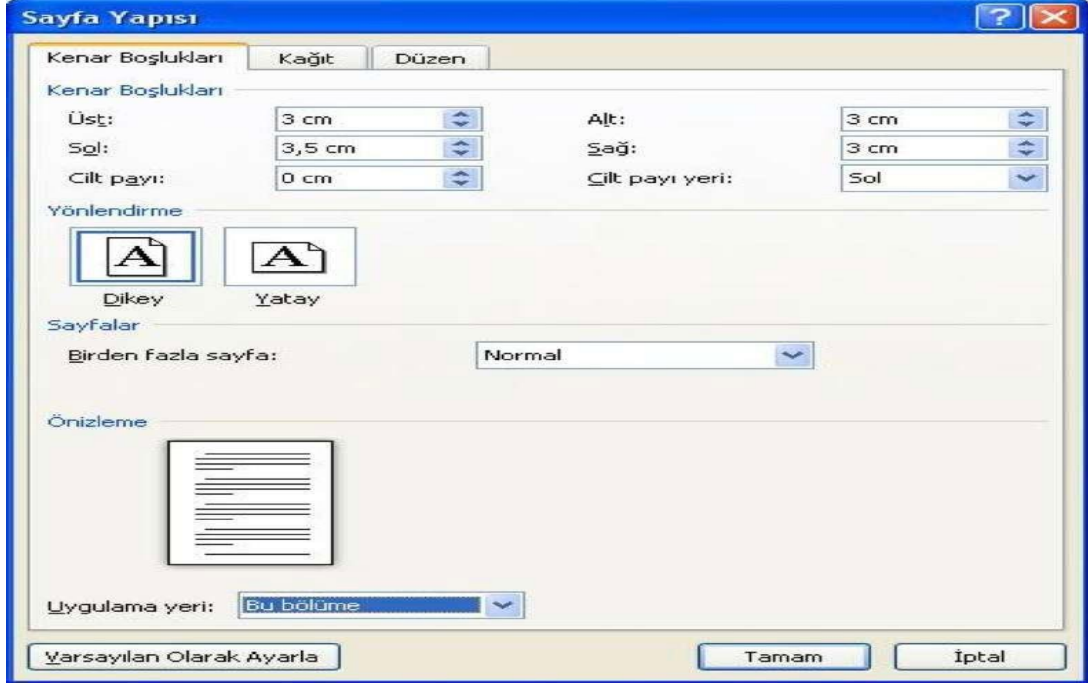 Sayfa Yapısı
Kenar Boşlukları Kağıt Düzen
Kenar Boşlukları
Üst: 3 cm Alt: 3 cm
Sol: 3,5 cm Sağ: 3 cm
Cilt payı: 0 cm Cilt payı yeri: Sol
Yönlendirme
A A
Dikey Yatay
Sayfalar
Birden fazla sayfa: Normal
Önizleme
Uygulama yeri: Bu bölüme
Varsayılan Olarak Ayarla Tamam İptal